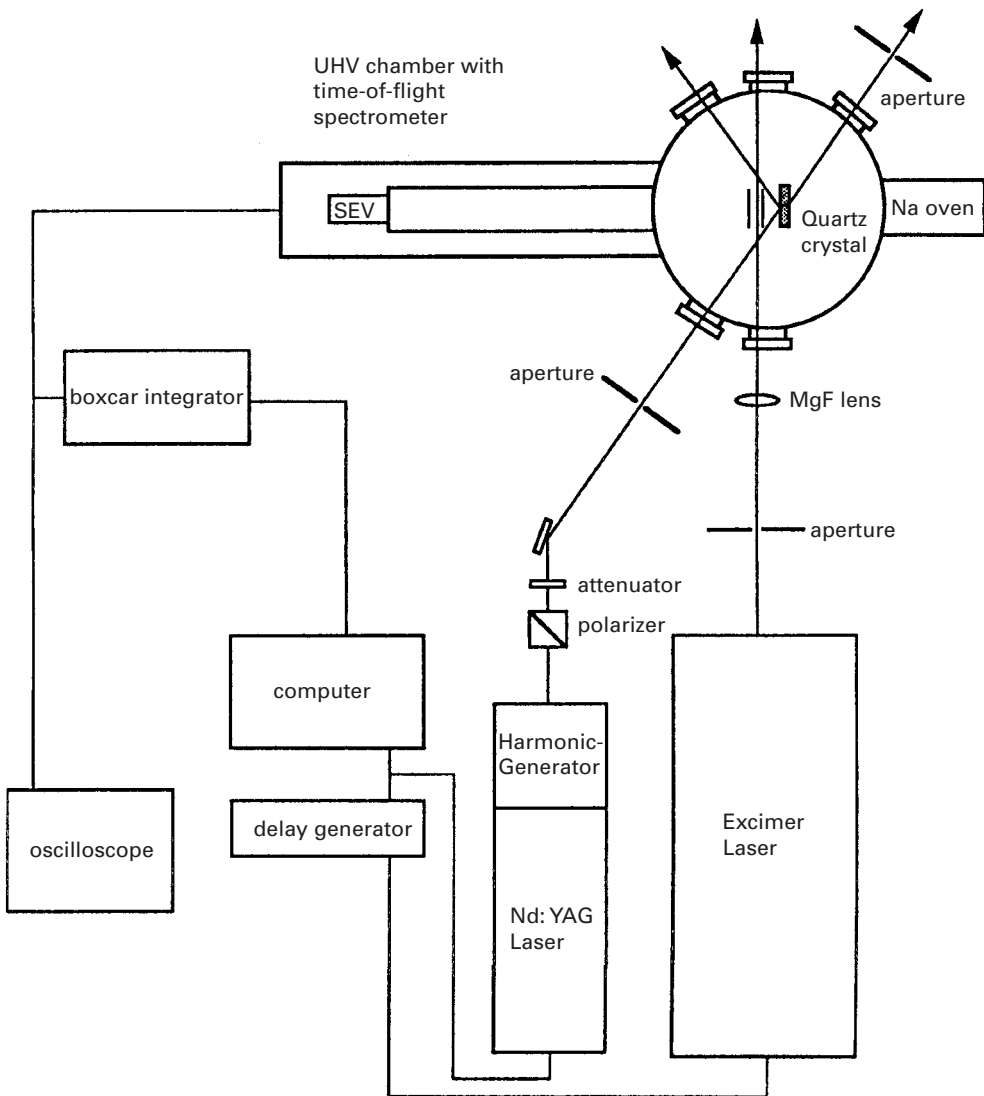 UHV chamber with
time-of-flight
spectrometer
aperture
SEV
Na oven
Quartz
crystal
boxcar integrator
aperture
MgF lens
aperture
attenuator
polarizer
computer
Harmonic-
Generator
delay generator
oscilloscope
Excimer
Laser
Nd: YAG
Laser